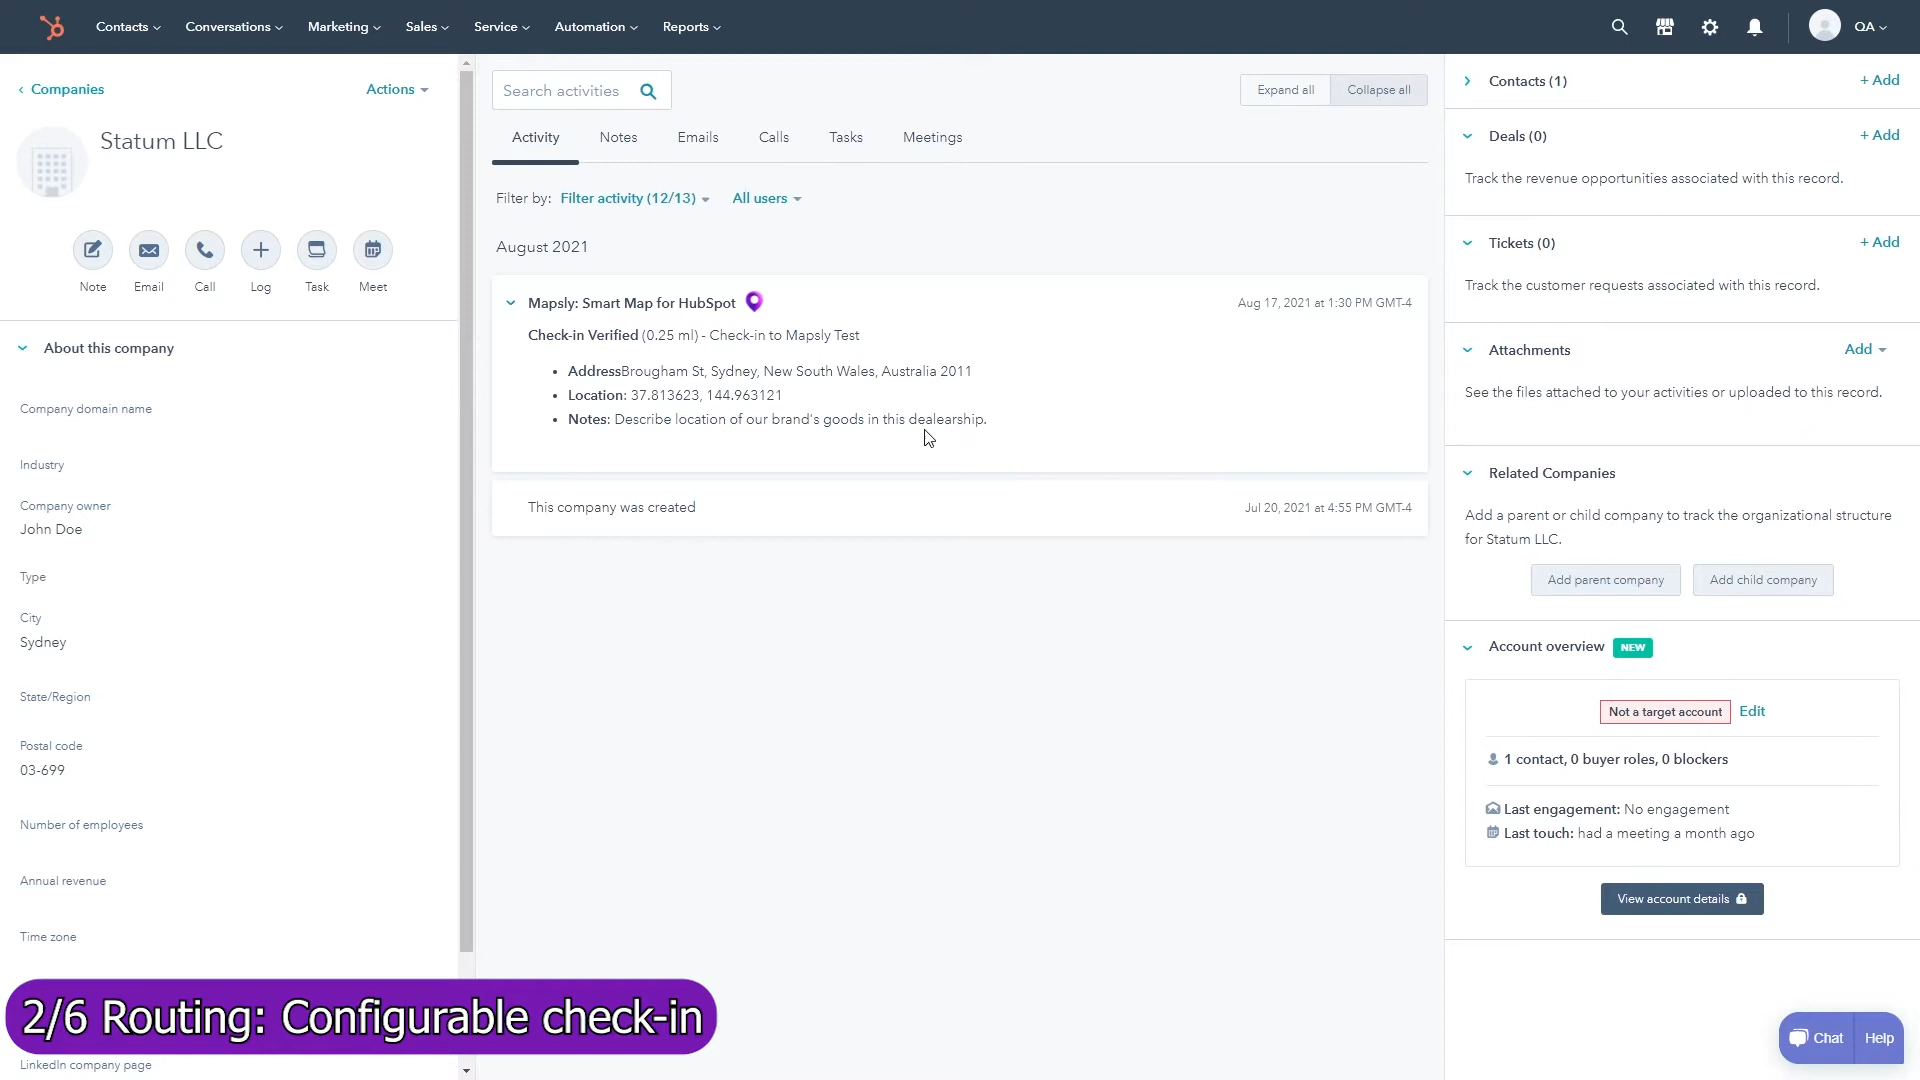 Contacts
Conversations
Marketing
Sales
Service
Automation
Reports
QA
Companies
Actions
Statum LLC
Note
Email
Call
Log
Task
Meet
About this company
Company domain name
Industry
Company owner
John Doe
Type
City
Sydney
State/Region
Postal code
03-699
Number of employees
Annual revenue
Time zone
LinkedIn company page
2/6 Routing: Configurable check-in
Search activities
Expand all
Collapse all
Activity
Notes
Emails
Calls
Tasks
Meetings
Filter by: Filter activity (12/13) All users
August 2021
Mapsly: Smart Map for HubSpot
Aug 17, 2021 at 1:30 PM GMT-4
Check-in Verified (0.25 ml) - Check-in to Mapsly Test
• AddressBrougham St, Sydney, New South Wales, Australia 2011
• Location: 37.813623, 144.963121
• Notes: Describe location of our brand's goods in this dealearship.
This company was created
Jul 20, 2021 at 4:55 PM GMT-4
Contacts (1)
+ Add
Deals (0)
+ Add
Track the revenue opportunities associated with this record.
Tickets (0)
+ Add
Track the customer requests associated with this record.
Attachments
Add
See the files attached to your activities or uploaded to this record.
Related Companies
Add a parent or child company to track the organizational structure
for Statum LLC.
Add parent company
Add child company
Account overview NEW
Not a target account
Edit
1 contact, 0 buyer roles, 0 blockers
Last engagement: No engagement
Last touch: had a meeting a month ago
View account details
Chat
Help